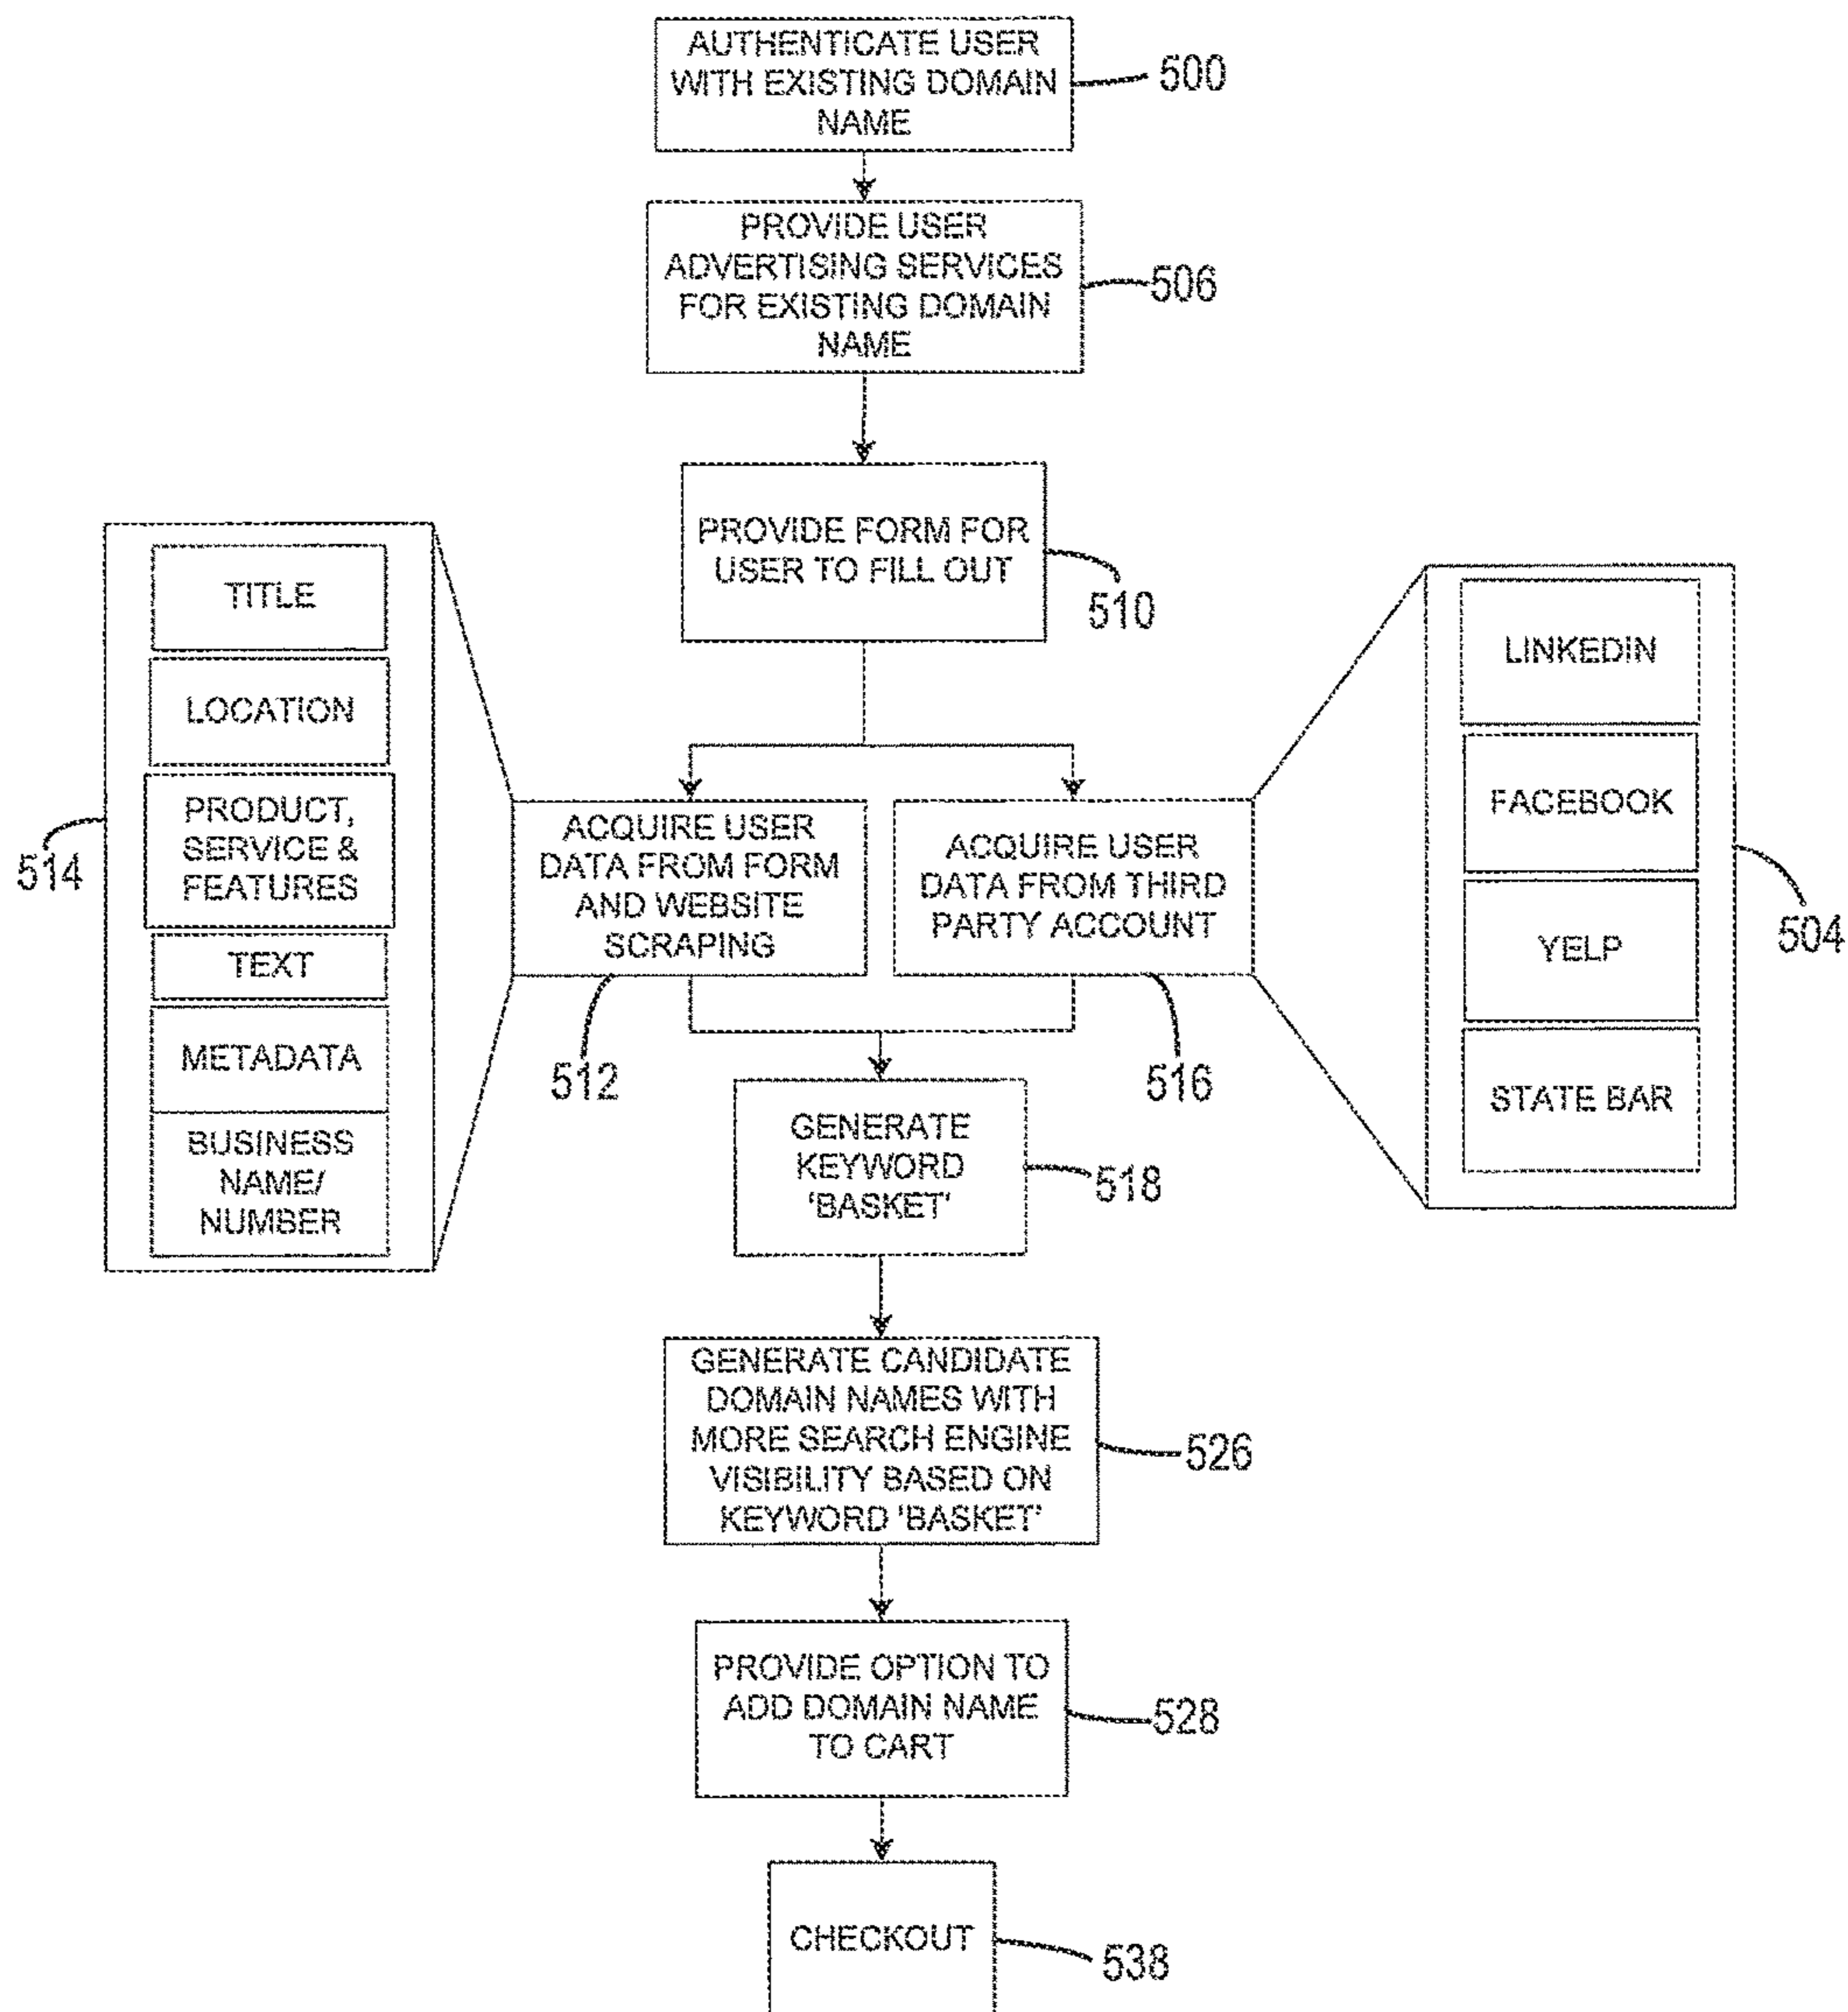 AUTHENTICATE USER
WITH EXISTING DOMAIN
NAME
500
PROVIDE USER
ADVERTISING SERVICES
FOR EXISTING DOMAIN
NAME
506
PROVIDE FORM FOR
USER TO FILL OUT
510
TITLE
LOCATION
PRODUCT,
SERVICE &
FEATURES
TEXT
METADATA
BUSINESS
NAME/
NUMBER
514
ACQUIRE USER
DATA FROM FORM
AND WEBSITE
SCRAPING
512
ACQUIRE USER
DATA FROM THIRD
PARTY ACCOUNT
516
LINKEDIN
FACEBOOK
YELP
STATE BAR
504
GENERATE
KEYWORD
'BASKET'
518
GENERATE CANDIDATE
DOMAIN NAMES WITH
MORE SEARCH ENGINE
VISIBILITY BASED ON
KEYWORD 'BASKET'
526
PROVIDE OPTION TO
ADD DOMAIN NAME
TO CART
528
CHECKOUT
538